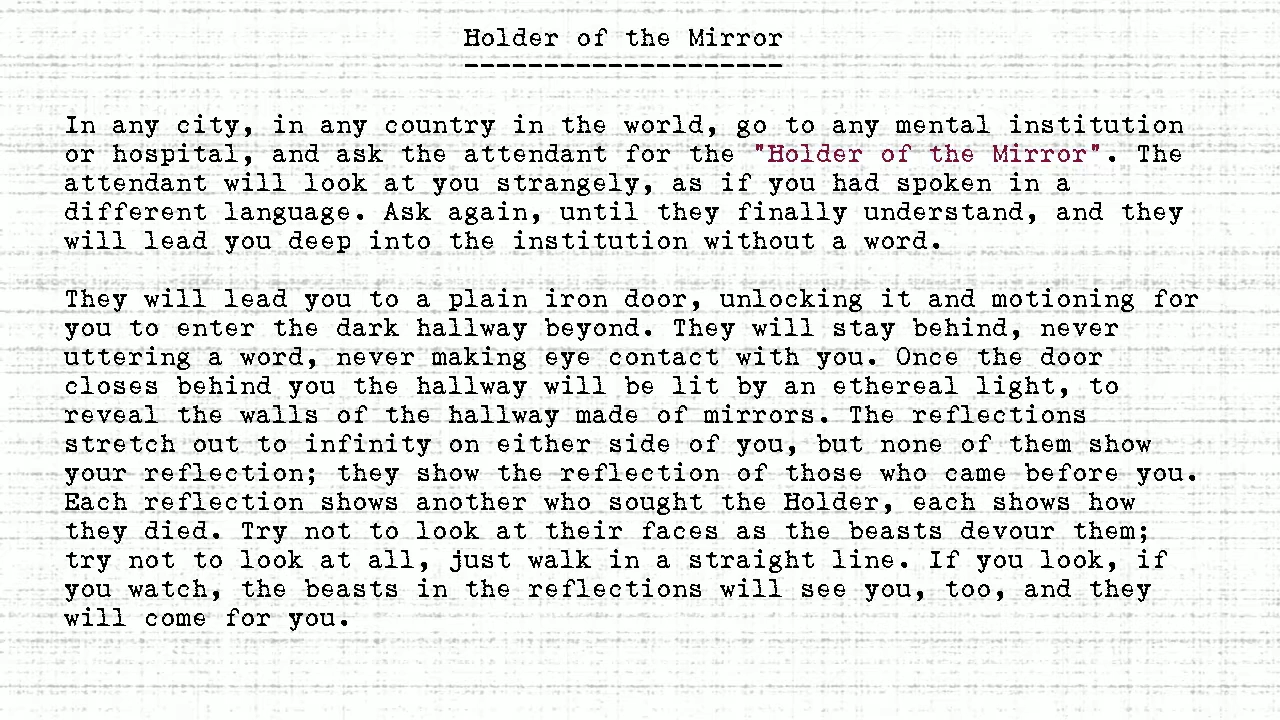 Holder of the Mirror
--------------------
In any city, in any country in the world, go to any mental institution
or hospital, and ask the attendant for the "Holder of the Mirror". The
attendant will look at you strangely, as if you had spoken in a
different language. Ask again, until they finally understand, and they
will lead you deep into the institution without a word.
They will lead you to a plain iron door, unlocking it and motioning for
you to enter the dark hallway beyond. They will stay behind, never
uttering a word, never making eye contact with you. Once the door
closes behind you the hallway will be lit by an ethereal light, to
reveal the walls of the hallway made of mirrors. The reflections
stretch out to infinity on either side of you, but none of them show
your reflection; they show the reflection of those who came before you.
Each reflection shows another who sought the Holder, each shows how
they died. Try not to look at their faces as the beasts devour them;
try not to look at all, just walk in a straight line. If you look, if
you watch, the beasts in the reflections will see you, too, and they
will come for you.